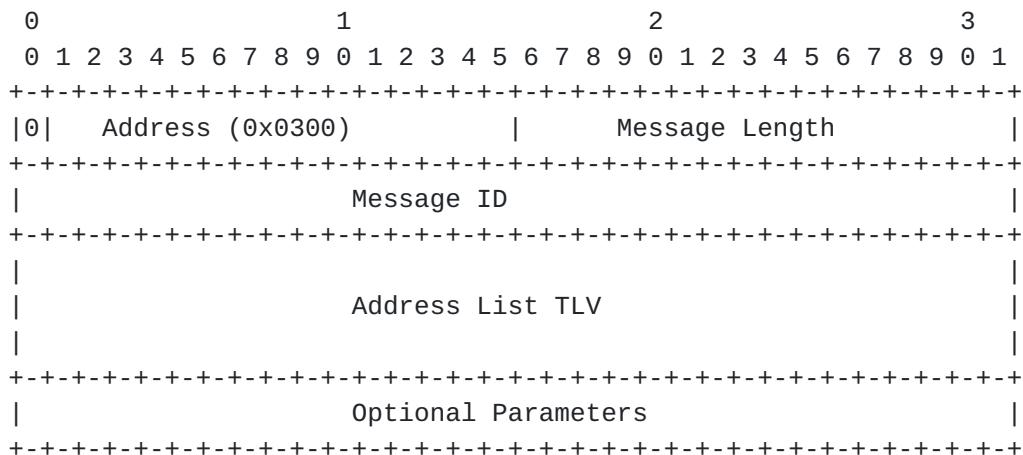 0                   1                   2                   3
 0 1 2 3 4 5 6 7 8 9 0 1 2 3 4 5 6 7 8 9 0 1 2 3 4 5 6 7 8 9 0 1
+-+-+-+-+-+-+-+-+-+-+-+-+-+-+-+-+-+-+-+-+-+-+-+-+-+-+-+-+-+-+-+-+
|0|   Address (0x0300)          |      Message Length           |
+-+-+-+-+-+-+-+-+-+-+-+-+-+-+-+-+-+-+-+-+-+-+-+-+-+-+-+-+-+-+-+-+
|                     Message ID                                |
+-+-+-+-+-+-+-+-+-+-+-+-+-+-+-+-+-+-+-+-+-+-+-+-+-+-+-+-+-+-+-+-+
|                                                               |
|                     Address List TLV                          |
|                                                               |
+-+-+-+-+-+-+-+-+-+-+-+-+-+-+-+-+-+-+-+-+-+-+-+-+-+-+-+-+-+-+-+-+
|                     Optional Parameters                       |
+-+-+-+-+-+-+-+-+-+-+-+-+-+-+-+-+-+-+-+-+-+-+-+-+-+-+-+-+-+-+-+-+